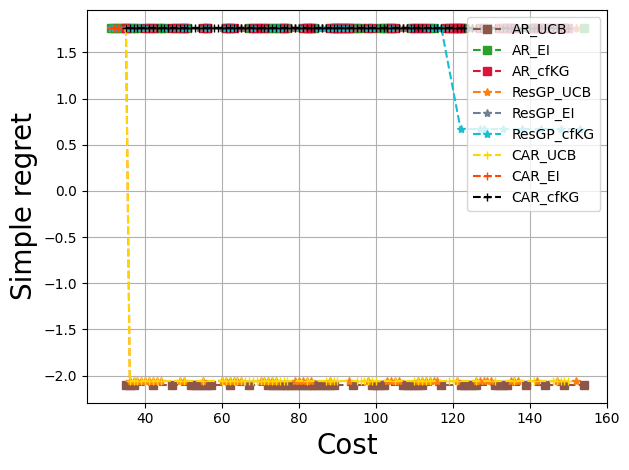 AR_UCB
AR_EI
AR_cfKG
ResGP_UCB
ResGP_EI
ResGP_cfKG
CAR_UCB
CAR_EI
CAR_cfKG
1.5
1.0
0.5
0.0
−0.5
−1.0
−1.5
−2.0
Simple regret
40 60 80 100 120 140 160
Cost